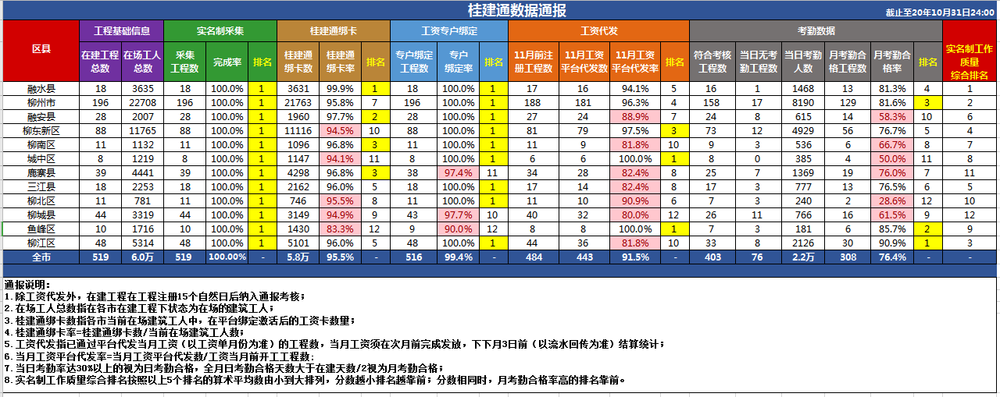 桂建通数据通报
截止至20年10月31日24:00
区县 工程基础信息 实名制采集 桂建通绑卡 工资专户绑定 工资代发 考勤数据 实名制工作质量综合排名
在建工程总数 在场工人总数 采集工程数 完成率 排名 桂建通绑卡数 桂建通绑卡率 排名 专户绑定工程数 专户绑定率 排名 11月前注册工程数 11月工资平台代发数 11月工资平台代发率 排名 符合考核工程数 当日无考勤工程数 当日考勤人数 月考勤合格工程数 月考勤合格率 排名
融水县 18 3635 18 100.0% 1 3631 99.9% 1 18 100.0% 1 17 16 94.1% 5 16 1 1468 13 81.3% 4 1
柳州市 196 22708 196 100.0% 1 21763 95.8% 7 196 100.0% 1 188 181 96.3% 4 158 17 8190 129 81.6% 3 2
融安县 28 2007 28 100.0% 1 1960 97.7% 2 28 100.0% 1 27 24 88.9% 7 24 8 615 14 58.3% 10 6
柳东新区 88 11765 88 100.0% 1 11116 94.5% 10 88 100.0% 1 81 79 97.5% 3 73 12 4929 56 76.7% 5 4
柳南区 11 1132 11 100.0% 1 1096 96.8% 3 11 100.0% 1 11 9 81.8% 10 9 3 536 6 66.7% 8 7
城中区 8 1219 8 100.0% 1 1147 94.1% 11 8 100.0% 1 6 6 100.0% 1 8 0 385 4 50.0% 11 8
鹿寨县 39 4441 39 100.0% 1 4298 96.8% 3 38 97.4% 11 34 28 82.4% 8 25 7 1369 19 76.0% 7 11
三江县 18 2253 18 100.0% 1 2162 96.0% 5 18 100.0% 1 17 14 82.4% 8 17 3 777 13 76.5% 6 5
柳北区 11 781 11 100.0% 1 746 95.5% 8 11 100.0% 1 11 10 90.9% 6 7 3 240 2 28.6% 12 10
柳城县 44 3319 44 100.0% 1 3149 94.9% 9 43 97.7% 10 40 32 80.0% 12 26 11 766 16 61.5% 9 12
鱼峰区 10 1716 10 100.0% 1 1430 83.3% 12 9 90.0% 12 8 8 100.0% 1 7 3 181 6 85.7% 2 9
柳江区 48 5314 48 100.0% 1 5101 96.0% 5 48 100.0% 1 44 36 81.8% 10 33 8 2126 30 90.9% 1 3
全市 519 6.0万 519 100.00% - 5.8万 95.5% - 516 99.4% - 484 443 91.5% - 403 76 2.2万 308 76.4% - -
通报说明：
1. 除工资代发外，在建工程在工程注册15个自然日后纳入通报考核；
2. 在场工人总数指在各市在建工程下状态为在场的建筑工人；
3. 桂建通绑卡数指各市当前在场建筑工人中，在平台绑定激活后的工资卡数量；
4. 桂建通绑卡率=桂建通绑卡数/当前在场建筑工人数；
5. 工资代发指已通过平台代发当月工资（以工资单月份为准）的工程数，当月工资须在次月前完成发放，下下月3日前（以流水回传为准）结算统计；
6. 当月工资平台代发率=当月工资平台代发数/工资当月前开工工程数:
7. 当日考勤率达30%以上的视为日考勤合格，全月日考勤合格天数大于在建天数/2视为月考勤合格；
8. 实名制工作质量综合排名按照以上5个排名的算术平均数由小到大排列，分数越小排名越靠前；分数相同时，月考勤合格率高的排名靠前。